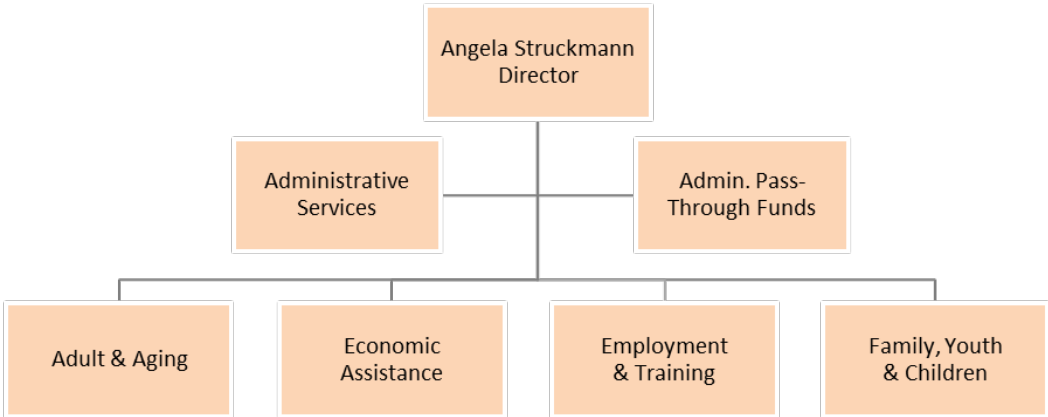 Angela Struckmann
Director
Administrative
Services
Admin. Pass-
Through Funds
Adult & Aging
Economic
Assistance
Employment
& Training
Family, Youth
& Children